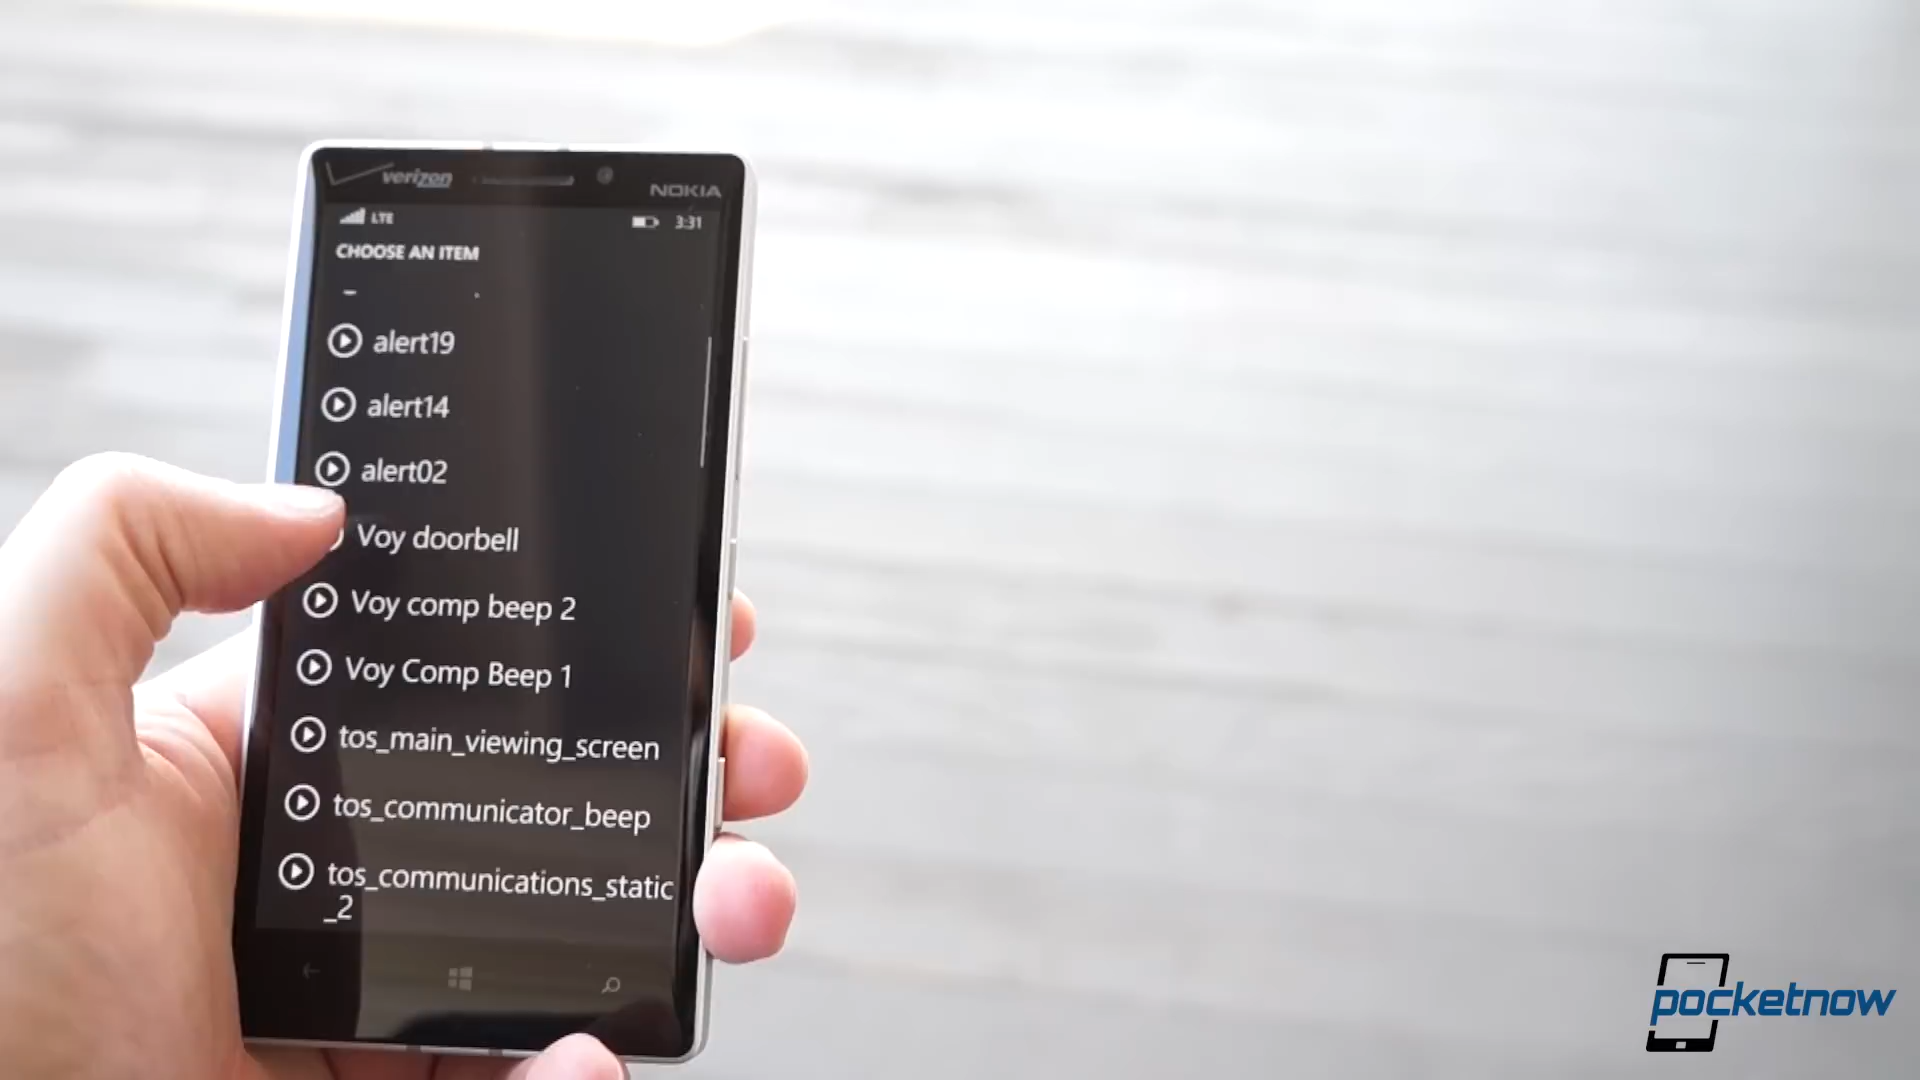 verizon
NOKIA
LTE
3:31
CHOOSE AN ITEM
alert19
alert14
alert02
Voy doorbell
Voy comp beep 2
Voy Comp Beep 1
tos_main_viewing_screen
tos_communicator_beep
tos_communications_static
_2
pocketnow